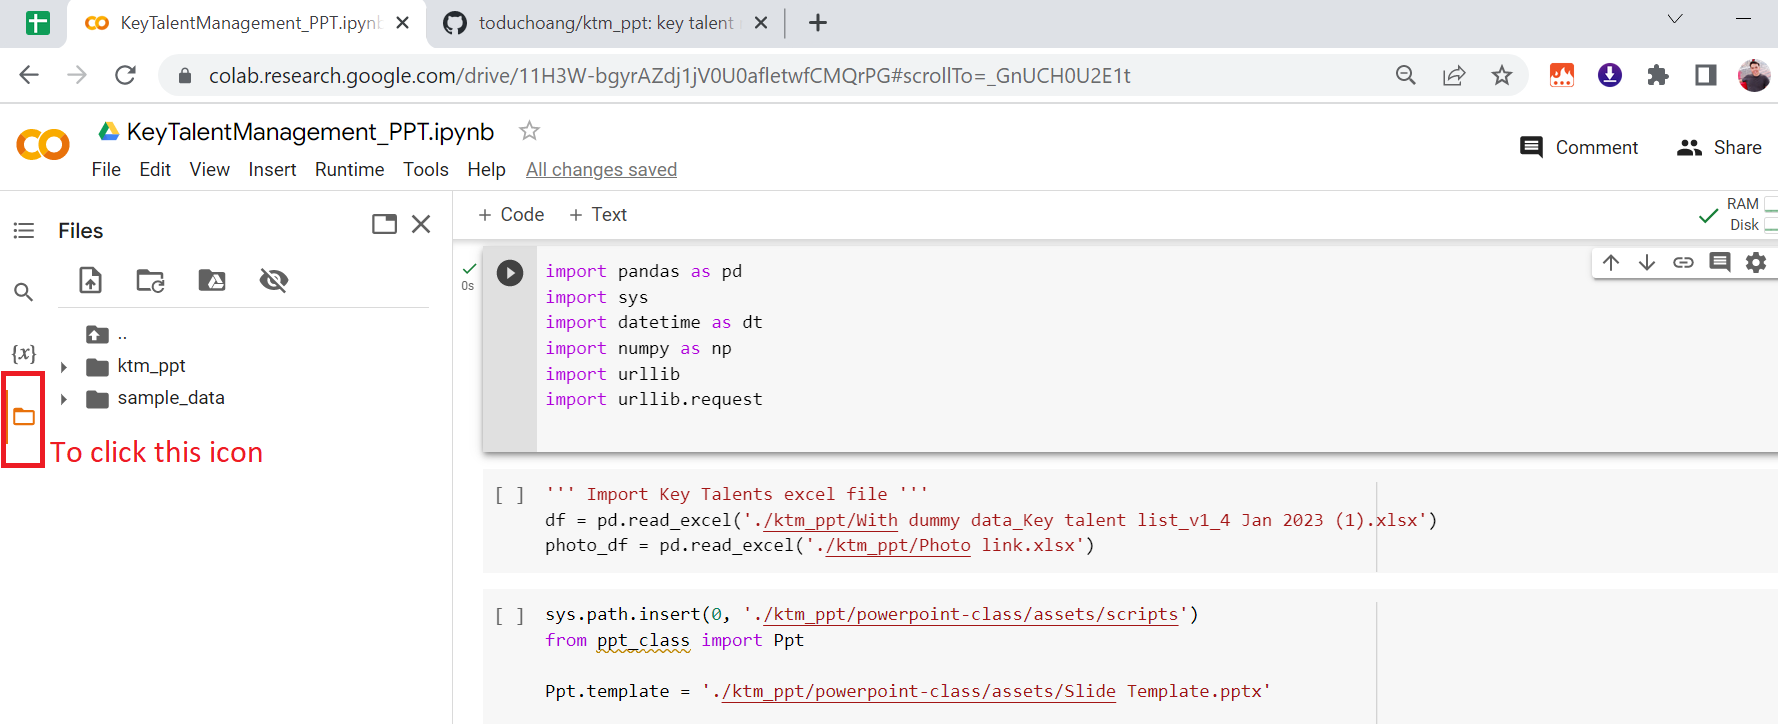 KeyTalentManagement_PPT.ipynb
toduchoang/ktm_ppt: key talent
colab.research.google.com/drive/11H3W-bgyrAZdj1jV0U0afletwfCMQrPG#scrollTo=_GnUCH0U2E1t
KeyTalentManagement_PPT.ipynb
Comment Share
File Edit View Insert Runtime Tools Help All changes saved
Files
+ Code + Text
RAM
Disk
0s
..
{x}
ktm_ppt
sample_data
To click this icon
import pandas as pd
import sys
import datetime as dt
import numpy as np
import urllib
import urllib.request
[ ] ''' Import Key Talents excel file '''
df = pd.read_excel('./ktm_ppt/With dummy data_Key talent list_v1_4 Jan 2023 (1).xlsx')
photo_df = pd.read_excel('./ktm_ppt/Photo link.xlsx')
[ ] sys.path.insert(0, './ktm_ppt/powerpoint-class/assets/scripts')
from ppt_class import Ppt
Ppt.template = './ktm_ppt/powerpoint-class/assets/Slide Template.pptx'